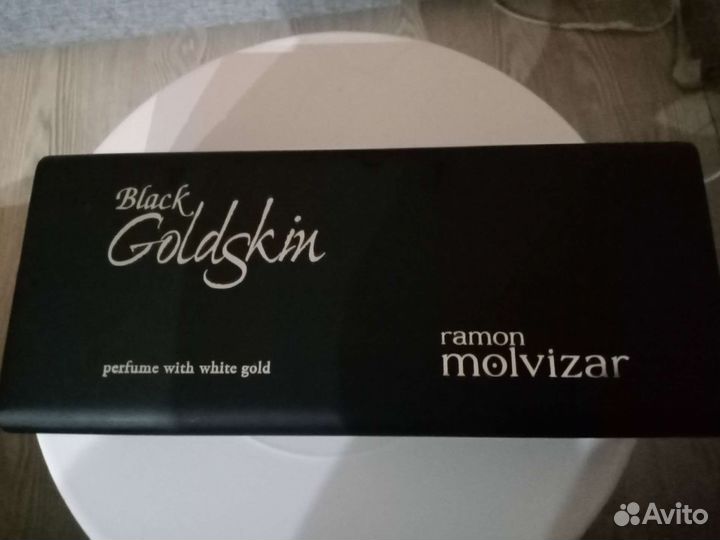 Black
Goldskin
perfume with white gold
ramon
molvizar
Avito